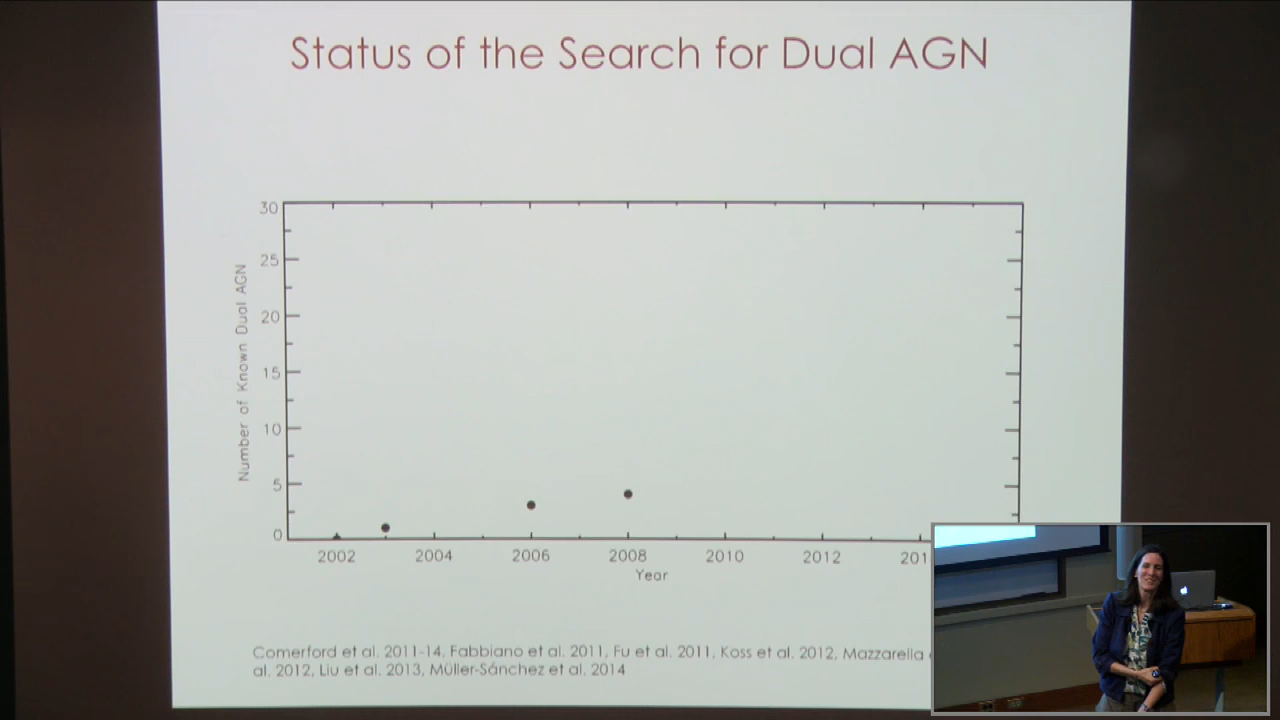 Status of the Search for Dual AGN
30
25
20
15
10
5
0
Number of Known Dual AGN
2002 2004 2006 2008 2010 2012
Year
Comerford et al. 2011-14, Fabbiano et al. 2011, Fu et al. 2011, Koss et al. 2012, Mazzarella
al. 2012, Liu et al. 2013, Müller-Sánchez et al. 2014